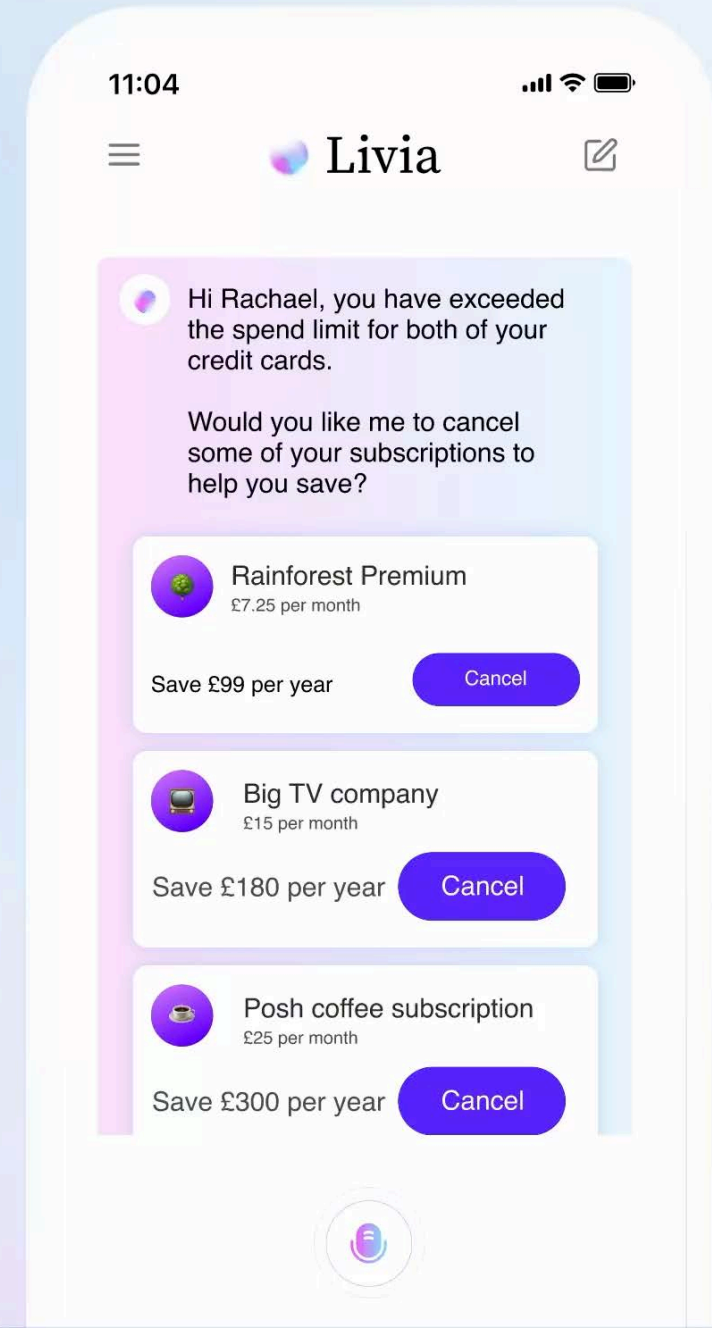 11:04
Livia
Hi Rachael, you have exceeded
the spend limit for both of your
credit cards.
Would you like me to cancel
some of your subscriptions to
help you save?
Rainforest Premium
£7.25 per month
Save £99 per year
Cancel
Big TV company
£15 per month
Save £180 per year
Cancel
Posh coffee subscription
£25 per month
Save £300 per year
Cancel